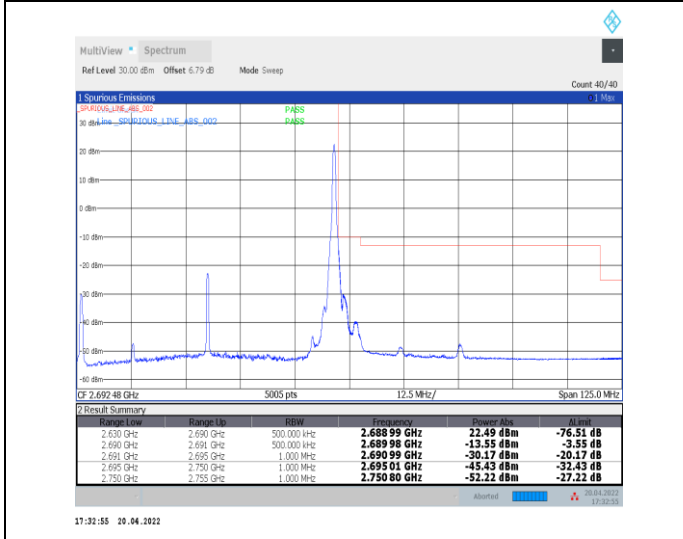 MultiView Spectrum
Ref Level 30.00 dBm Offset 6.79 dB Mode Sweep
Count 40/40
1 Spurious Emissions 1 Max
_SPURIOUS_LINE_ABS_002 PASS
30 dBm Line _SPURIOUS_LINE_ABS_002 PASS
20 dBm
10 dBm
0 dBm
-10 dBm
-20 dBm
-30 dBm
-40 dBm
-50 dBm
-60 dBm
CF 2.692 48 GHz 5005 pts 12.5 MHz/ Span 125.0 MHz
2 Result Summary
Range Low Range Up RBW Frequency Power Abs ΔLimit
2.630 GHz 2.690 GHz 500.000 kHz 2.688 99 GHz 22.49 dBm -76.51 dB
2.690 GHz 2.691 GHz 500.000 kHz 2.689 98 GHz -13.55 dBm -3.55 dB
2.691 GHz 2.695 GHz 1.000 MHz 2.690 99 GHz -30.17 dBm -20.17 dB
2.695 GHz 2.750 GHz 1.000 MHz 2.695 01 GHz -45.43 dBm -32.43 dB
2.750 GHz 2.755 GHz 1.000 MHz 2.750 80 GHz -52.22 dBm -27.22 dB
Aborted 20.04.2022
17:32:55
17:32:55 20.04.2022